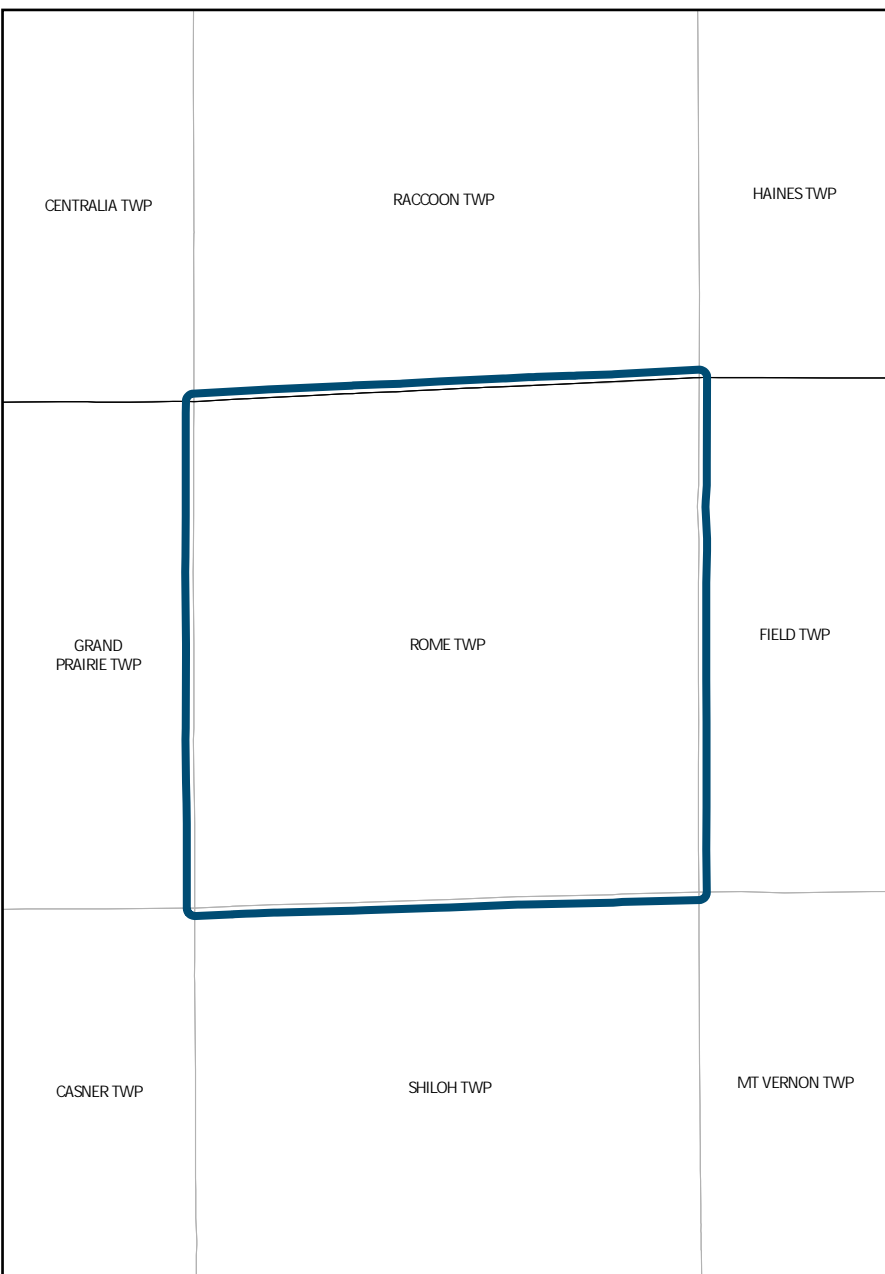 CENTRALIA TWP
RACCOON TWP
HAINES TWP
GRAND
PRAIRIE TWP
ROME TWP
FIELD TWP
CASNER TWP
SHILOH TWP
MT VERNON TWP